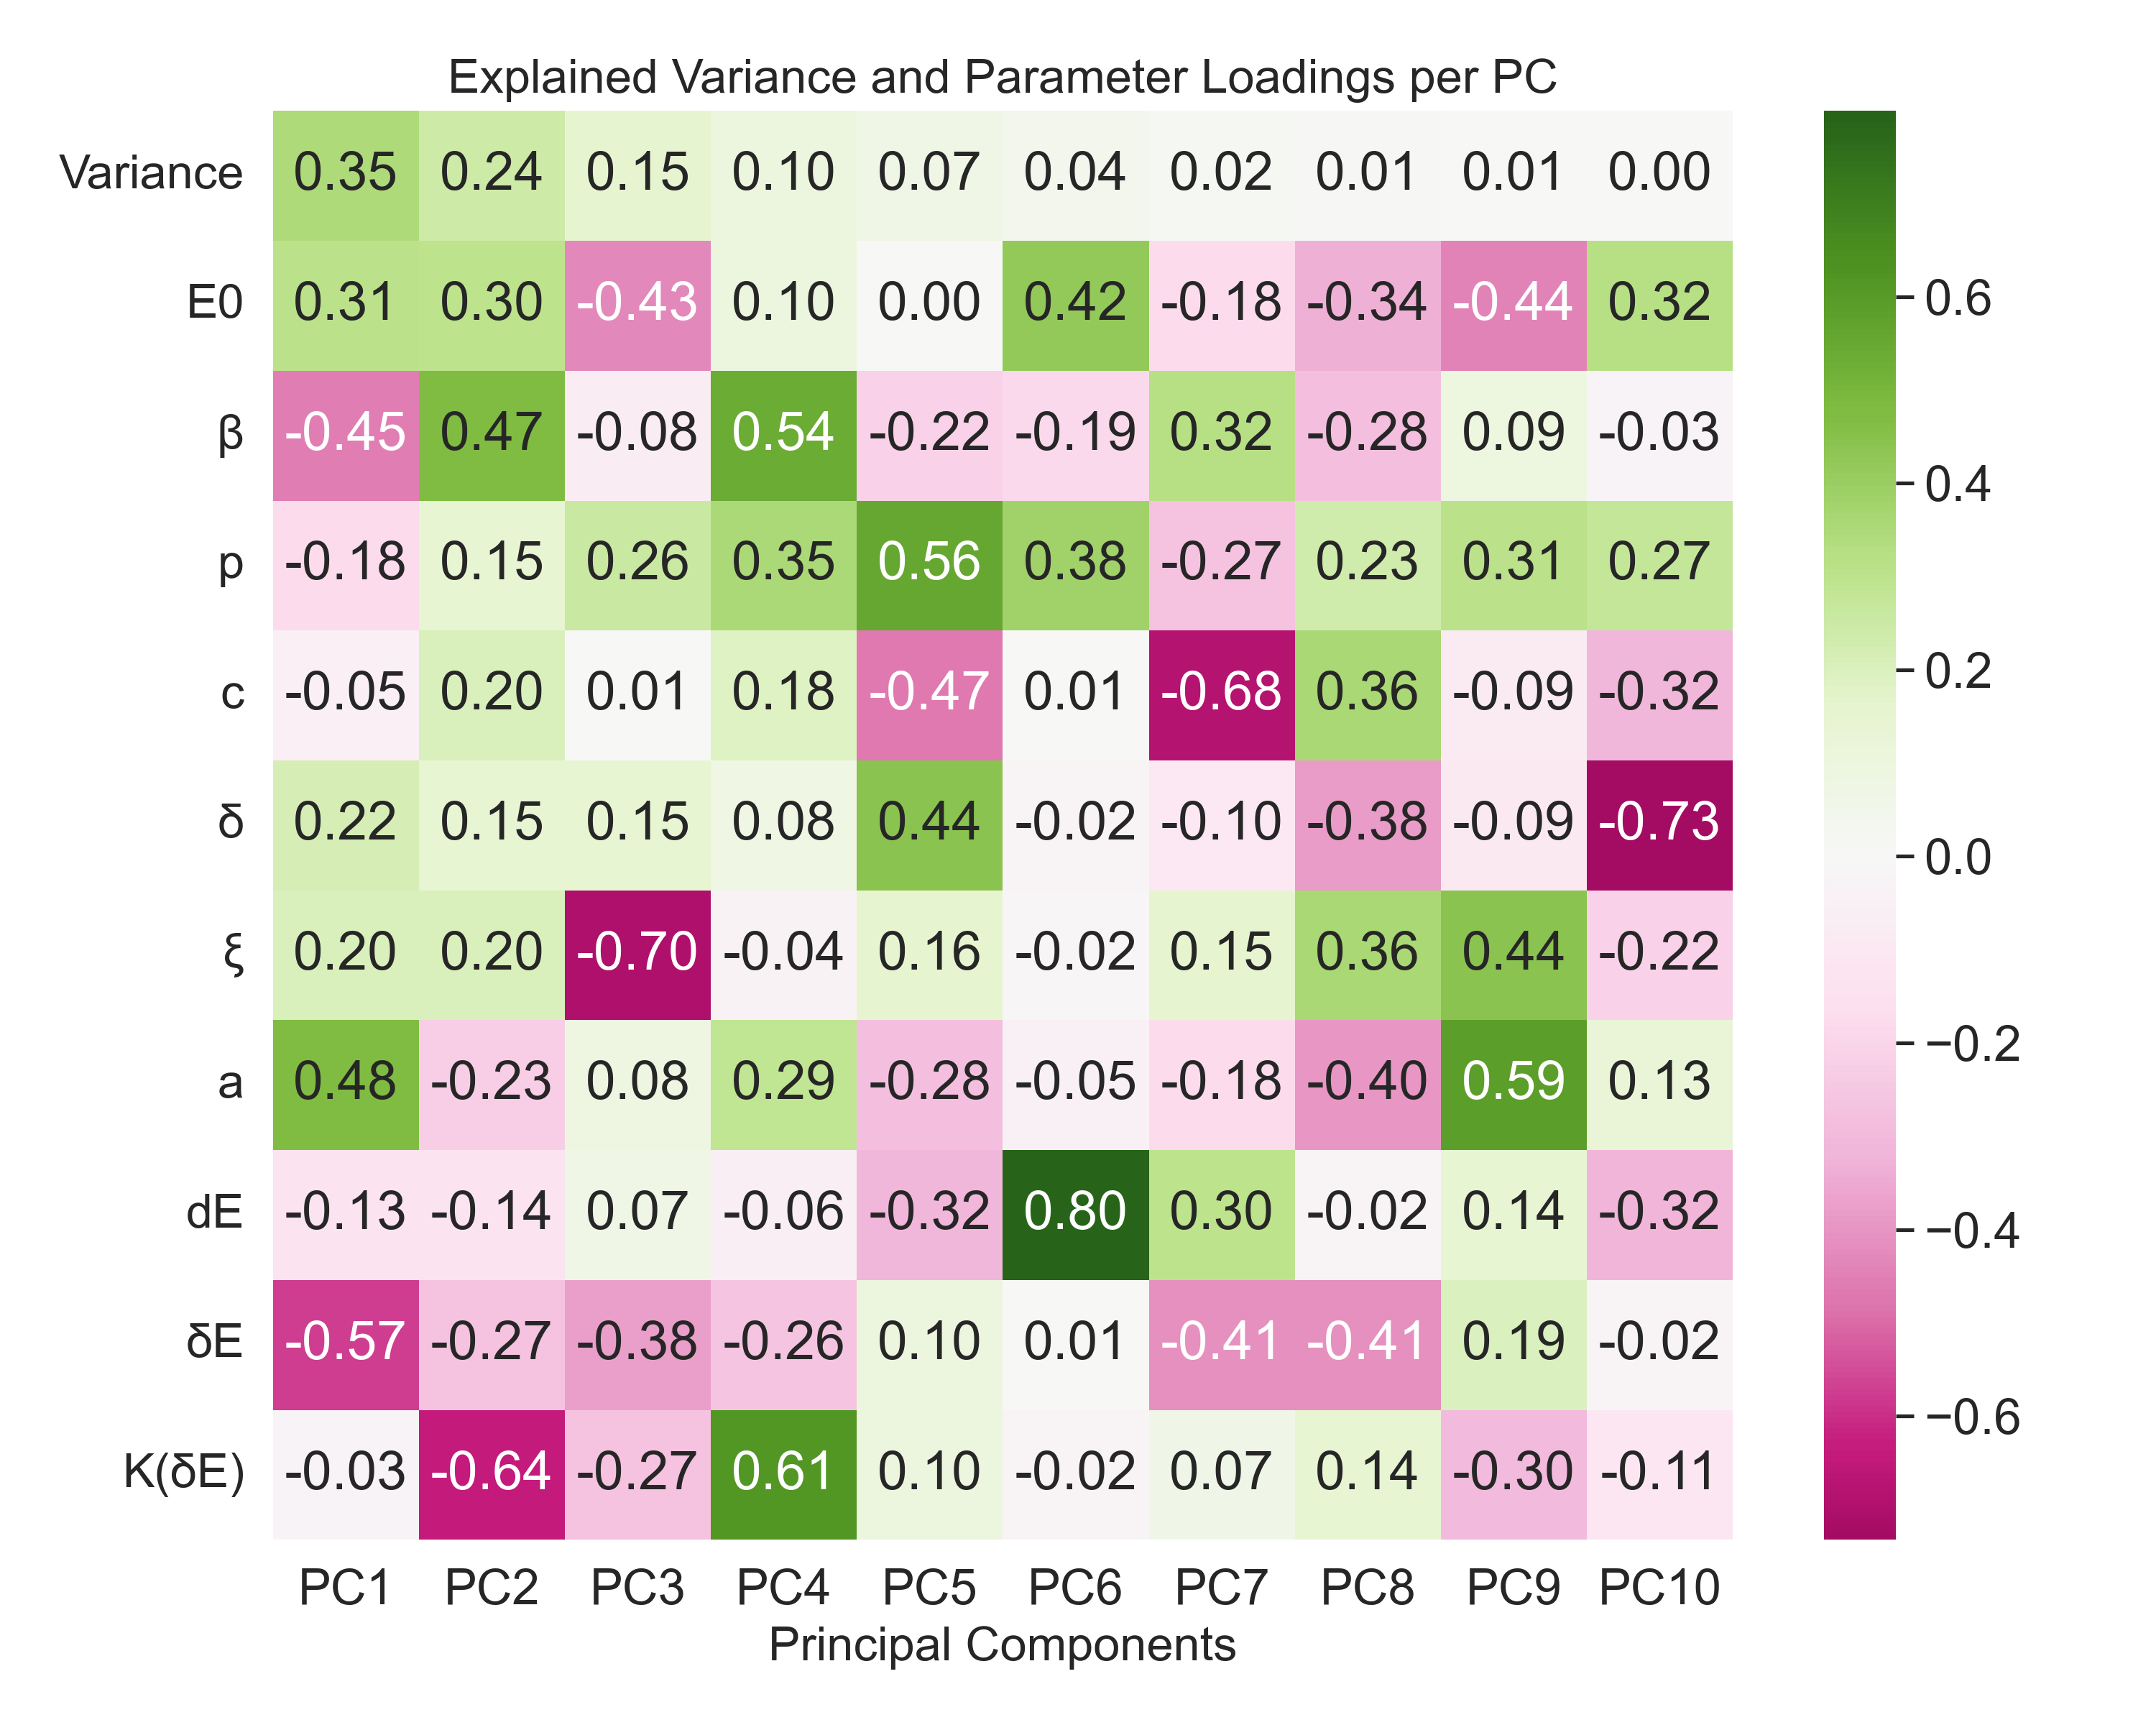 Explained Variance and Parameter Loadings per PC
Variance 0.35 0.24 0.15 0.10 0.07 0.04 0.02 0.01 0.01 0.00
E0 0.31 0.30 -0.43 0.10 0.00 0.42 -0.18 -0.34 -0.44 0.32
β -0.45 0.47 -0.08 0.54 -0.22 -0.19 0.32 -0.28 0.09 -0.03
p -0.18 0.15 0.26 0.35 0.56 0.38 -0.27 0.23 0.31 0.27
c -0.05 0.20 0.01 0.18 -0.47 0.01 -0.68 0.36 -0.09 -0.32
δ 0.22 0.15 0.15 0.08 0.44 -0.02 -0.10 -0.38 -0.09 -0.73
ξ 0.20 0.20 -0.70 -0.04 0.16 -0.02 0.15 0.36 0.44 -0.22
a 0.48 -0.23 0.08 0.29 -0.28 -0.05 -0.18 -0.40 0.59 0.13
dE -0.13 -0.14 0.07 -0.06 -0.32 0.80 0.30 -0.02 0.14 -0.32
δE -0.57 -0.27 -0.38 -0.26 0.10 0.01 -0.41 -0.41 0.19 -0.02
K(δE) -0.03 -0.64 -0.27 0.61 0.10 -0.02 0.07 0.14 -0.30 -0.11
PC1 PC2 PC3 PC4 PC5 PC6 PC7 PC8 PC9 PC10
Principal Components
0.6
0.4
0.2
0.0
−0.2
−0.4
−0.6